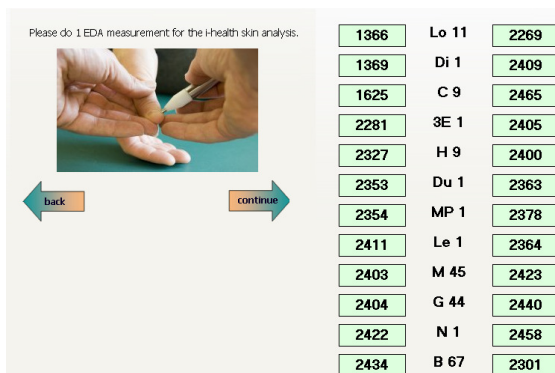 Please do 1 EDA measurement for the i-health skin analysis.
back
continue
1366 Lo 11 2269
1369 Di 1 2409
1625 C 9 2465
2281 3E 1 2405
2327 H 9 2400
2353 Du 1 2363
2354 MP 1 2378
2411 Le 1 2364
2403 M 45 2423
2404 G 44 2440
2422 N 1 2458
2434 B 67 2301